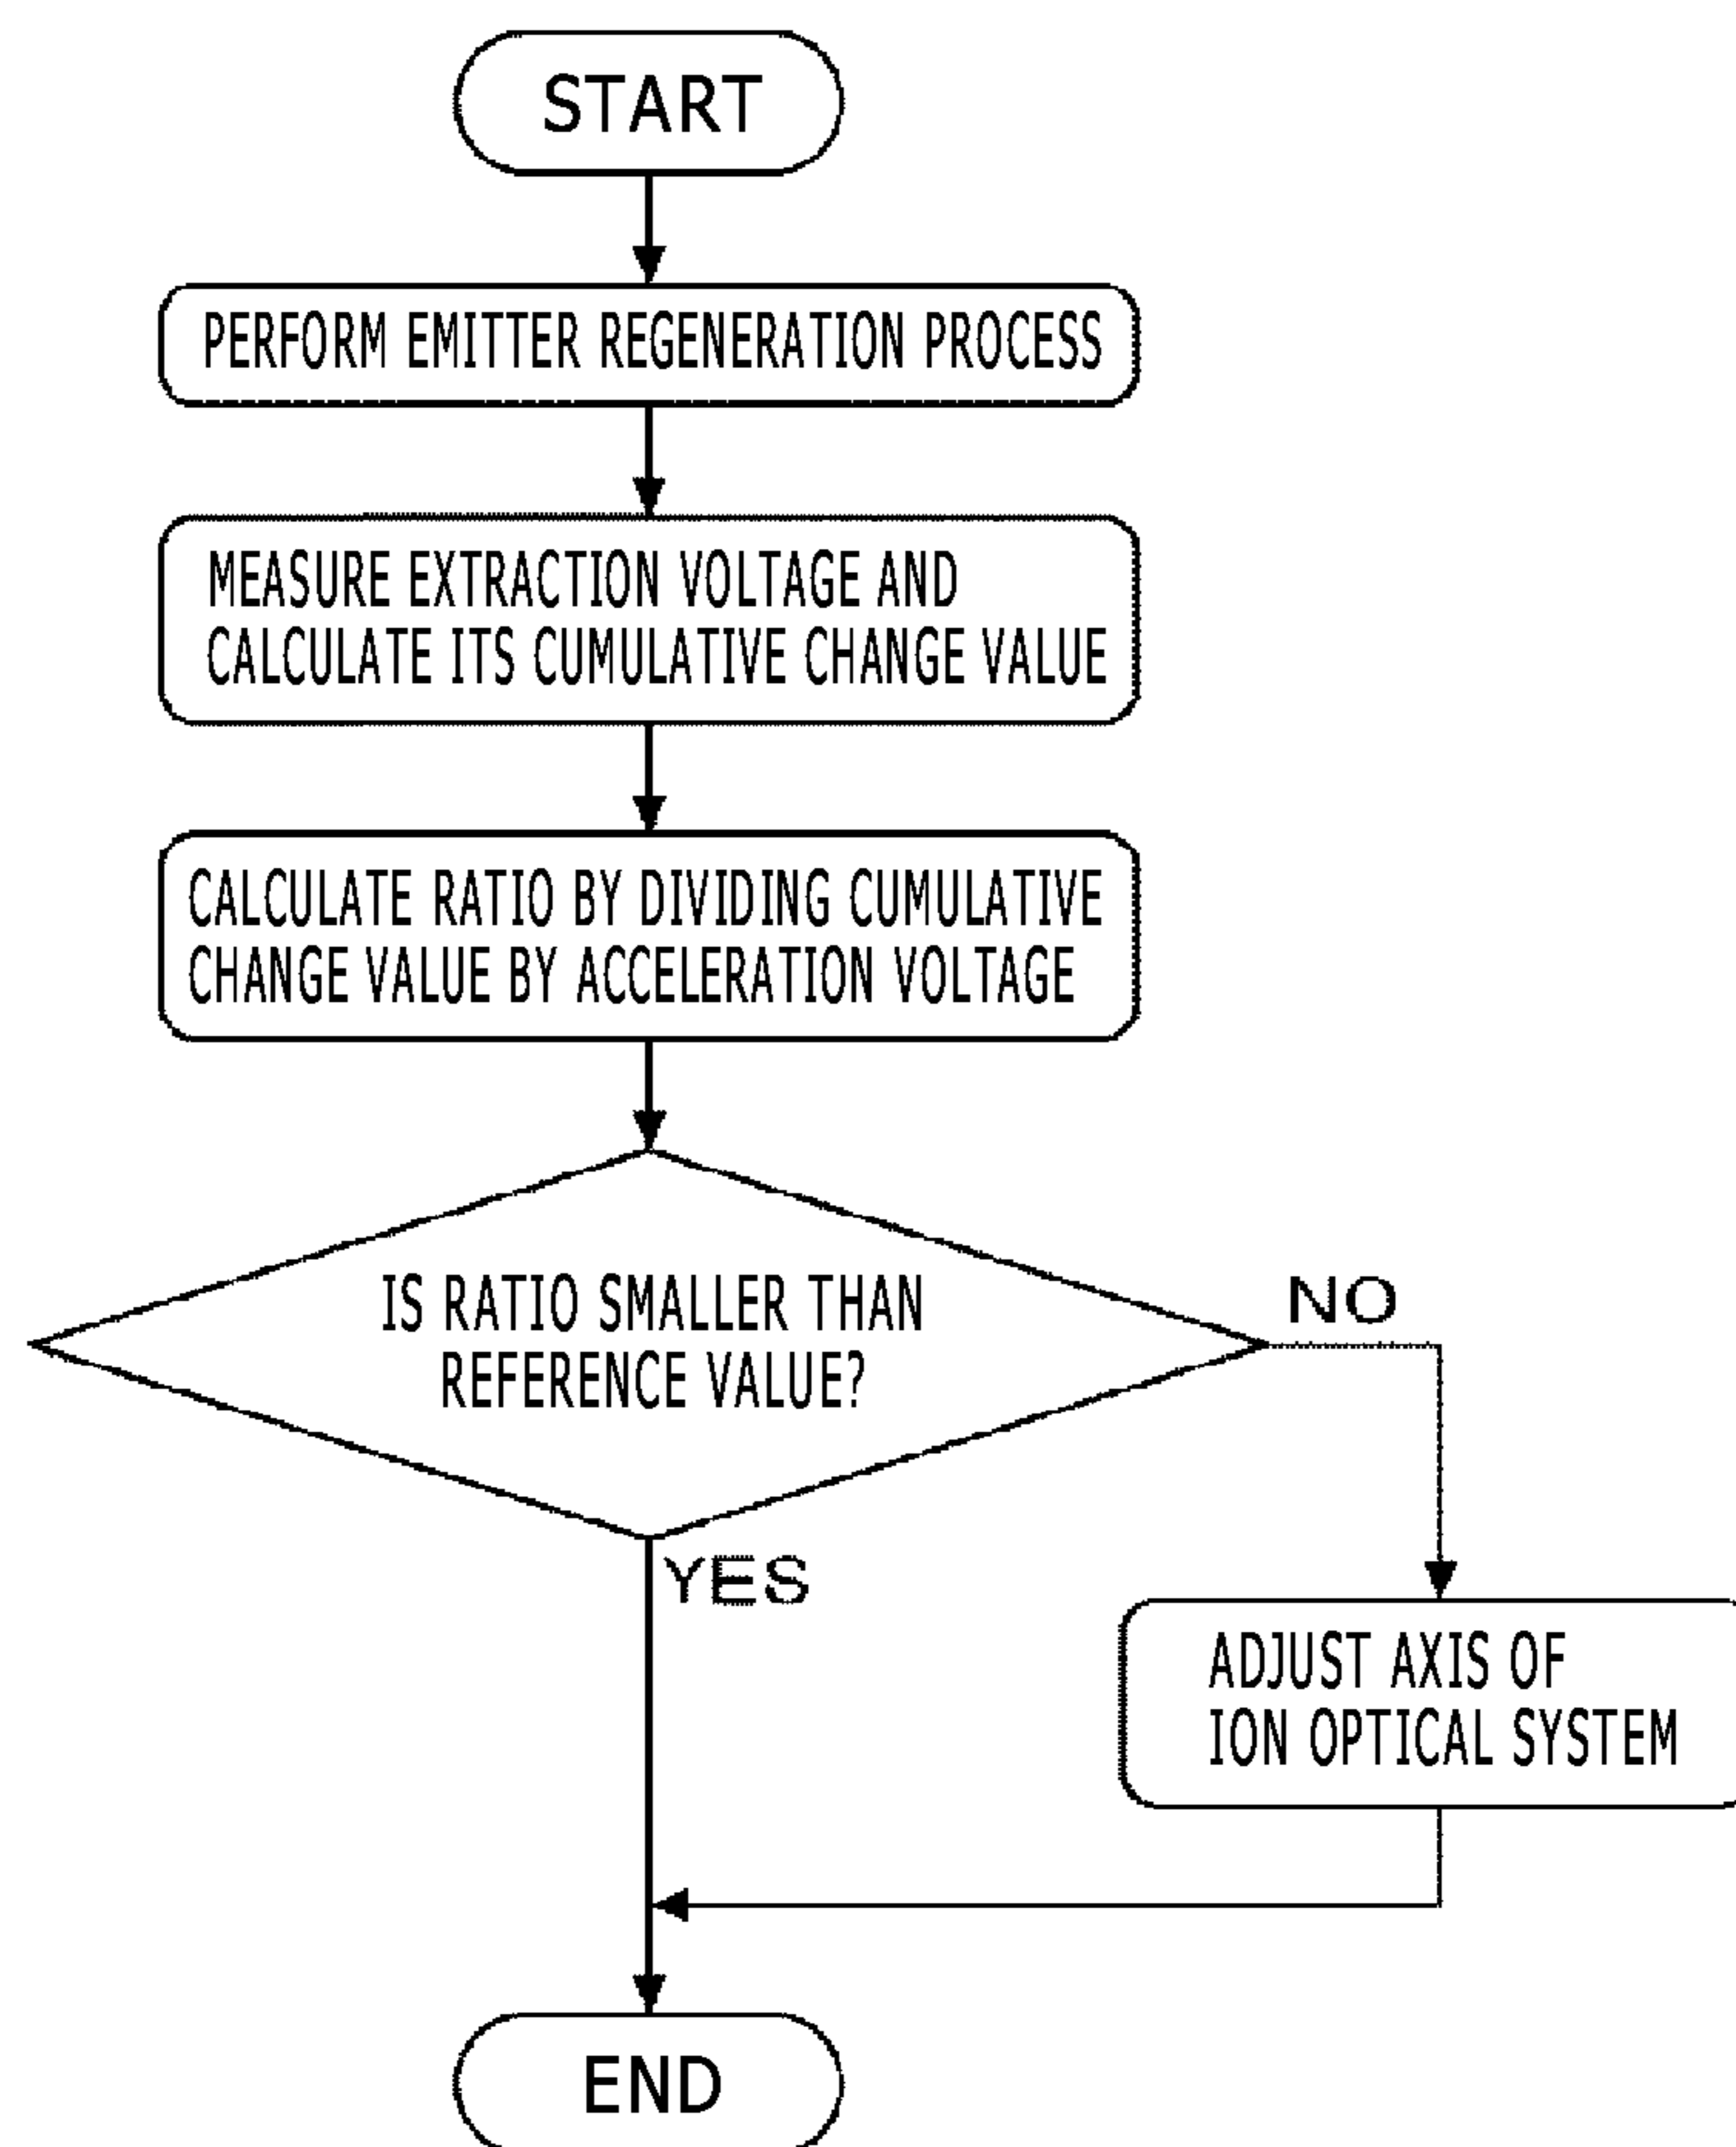 START
PERFORM EMITTER REGENERATION PROCESS
MEASURE EXTRACTION VOLTAGE AND
CALCULATE ITS CUMULATIVE CHANGE VALUE
CALCULATE RATIO BY DIVIDING CUMULATIVE
CHANGE VALUE BY ACCELERATION VOLTAGE
IS RATIO SMALLER THAN
REFERENCE VALUE?
NO
YES
ADJUST AXIS OF
ION OPTICAL SYSTEM
END